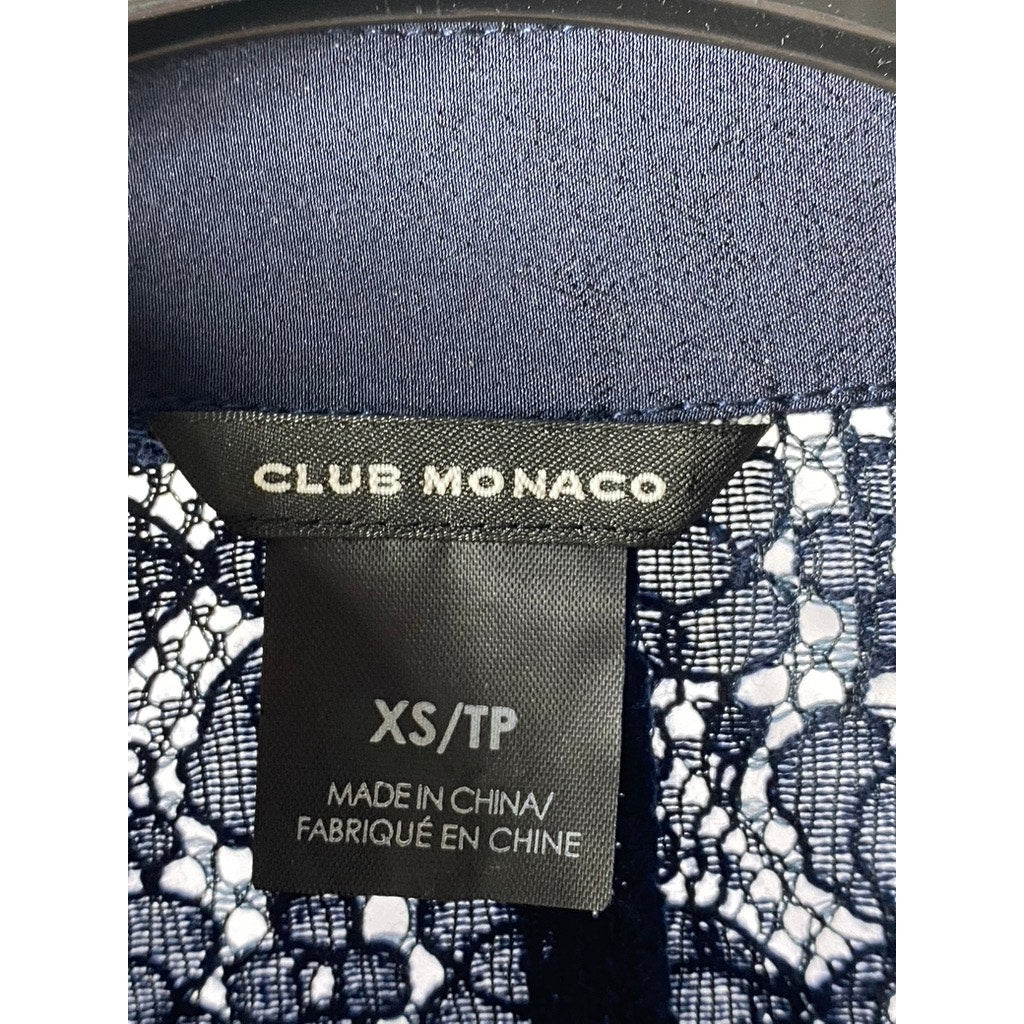 CLUB MONACO
XS/TP
MADE IN CHINA/
FABRIQUÉ EN CHINE